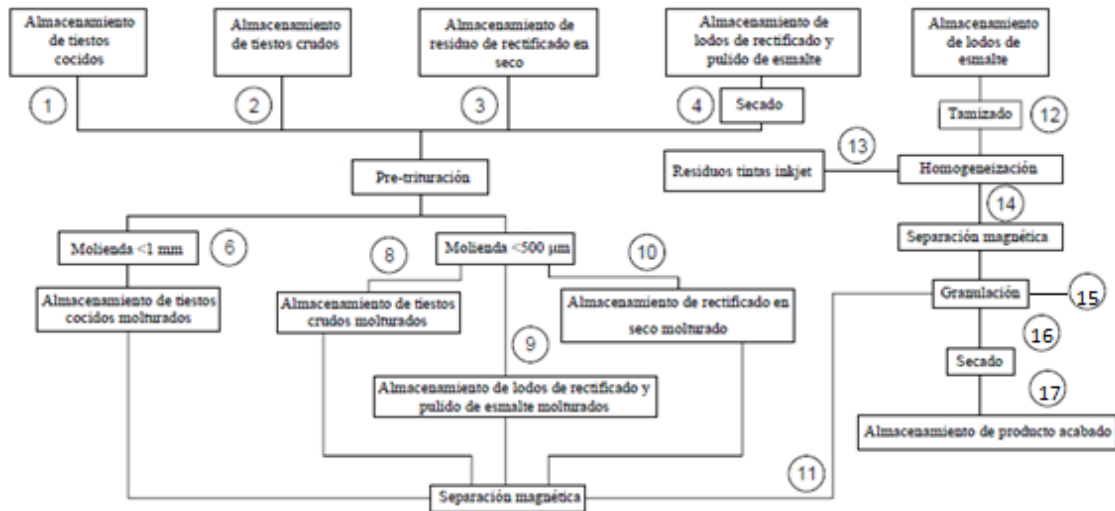 Almacenamiento
de tiestos
cocidos
Almacenamiento
de tiestos crudos
Almacenamiento de
residuo de rectificado en
seco
Almacenamiento de
lodos de rectificado y
pulido de esmalte
Almacenamiento
de lodos de
esmalte
1
2
3
4
Secado
Tamizado
12
13
Residuos tintas inkjet
Homogeneización
Pre-trituración
14
Separación magnética
Molienda <1 mm
6
8
Molienda <500 µm
10
Almacenamiento de tiestos
cocidos molturados
Almacenamiento de tiestos
crudos molturados
Almacenamiento de rectificado en
seco molturado
Granulación
15
9
16
Secado
17
Almacenamiento de lodos de rectificado y
pulido de esmalte molturados
Almacenamiento de producto acabado
11
Separación magnética